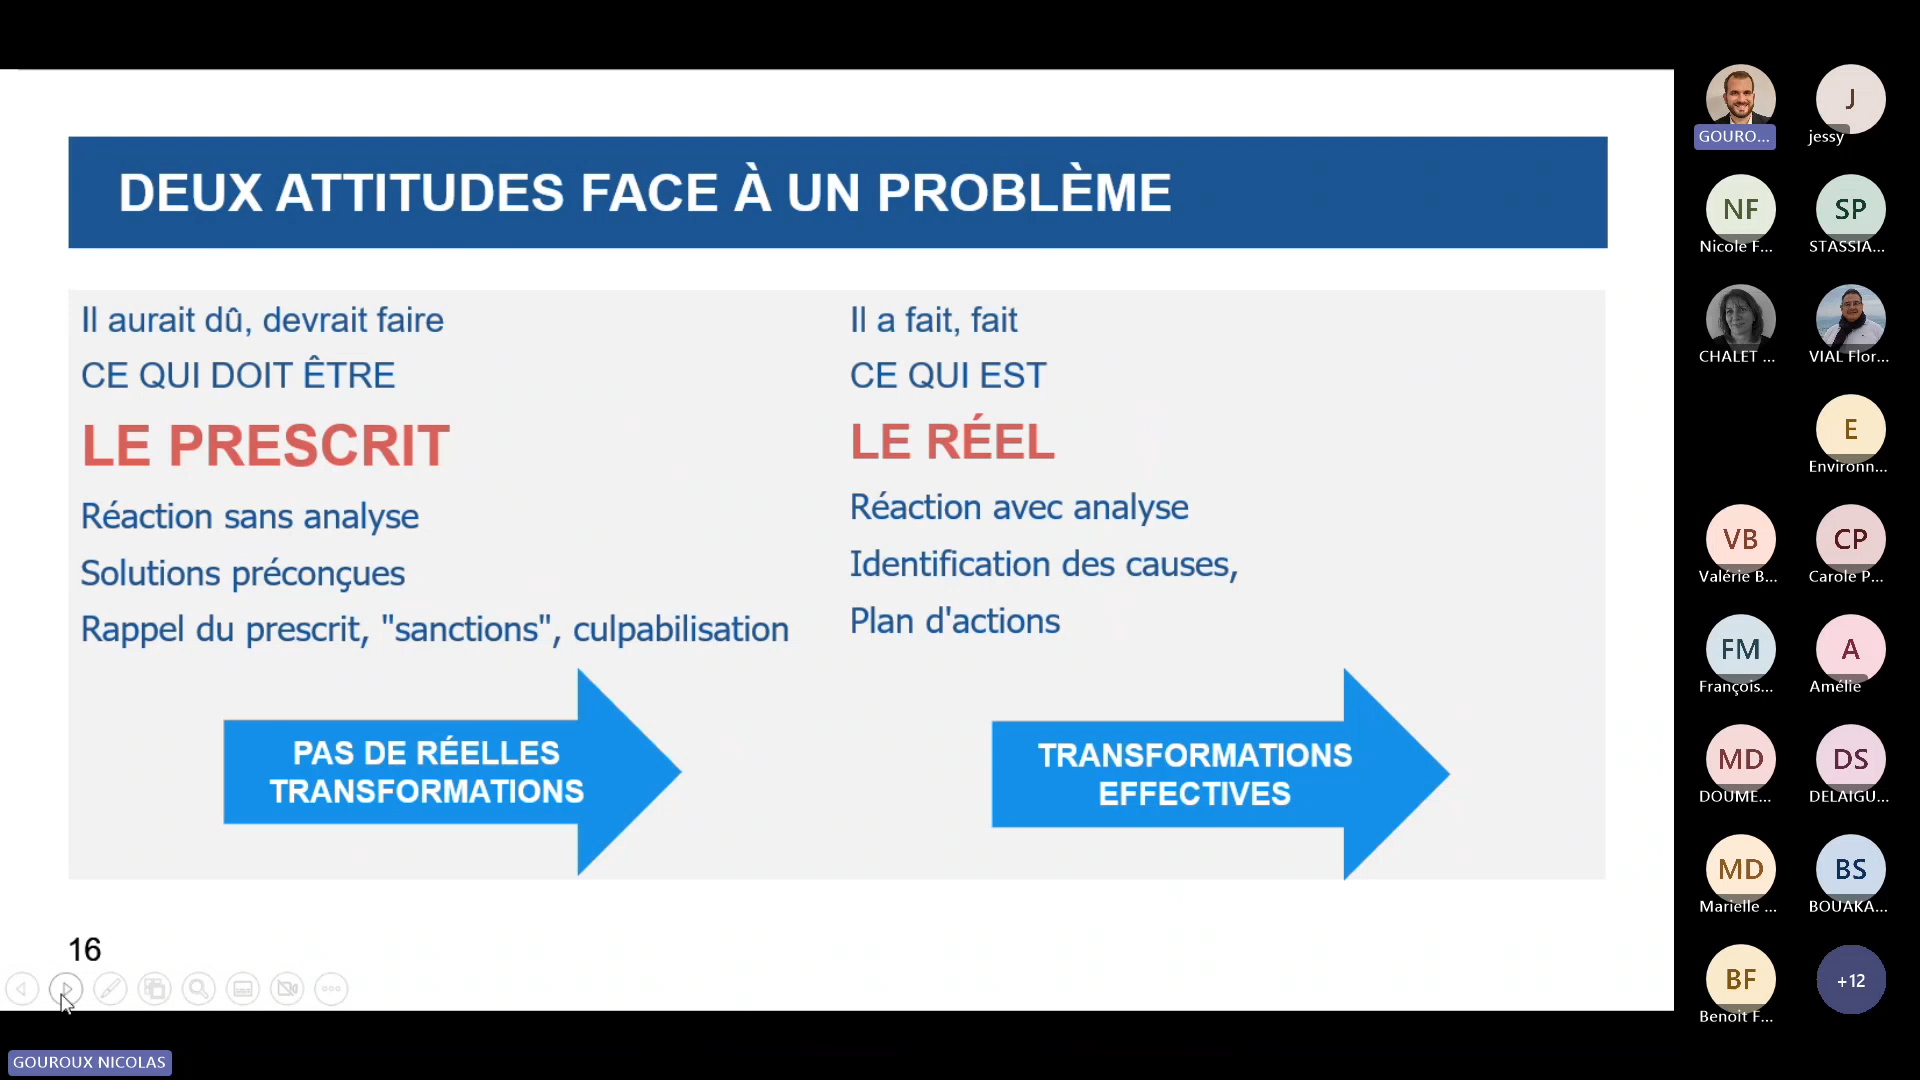 DEUX ATTITUDES FACE À UN PROBLÈME
Il aurait dû, devrait faire
CE QUI DOIT ÊTRE
LE PRESCRIT
Réaction sans analyse
Solutions préconçues
Rappel du prescrit, "sanctions", culpabilisation
PAS DE RÉELLES
TRANSFORMATIONS
Il a fait, fait
CE QUI EST
LE RÉEL
Réaction avec analyse
Identification des causes,
Plan d'actions
TRANSFORMATIONS
EFFECTIVES
16
GOUROUX NICOLAS
GOURO...
J
jessy
NF
Nicole F...
SP
STASSIA...
CHALET ...
VIAL Flor...
E
Environn...
VB
Valérie B...
CP
Carole P...
FM
François...
A
Amélie
MD
DOUME...
DS
DELAIGU...
MD
Marielle ...
BS
BOUAKA...
BF
Benoit F...
+12